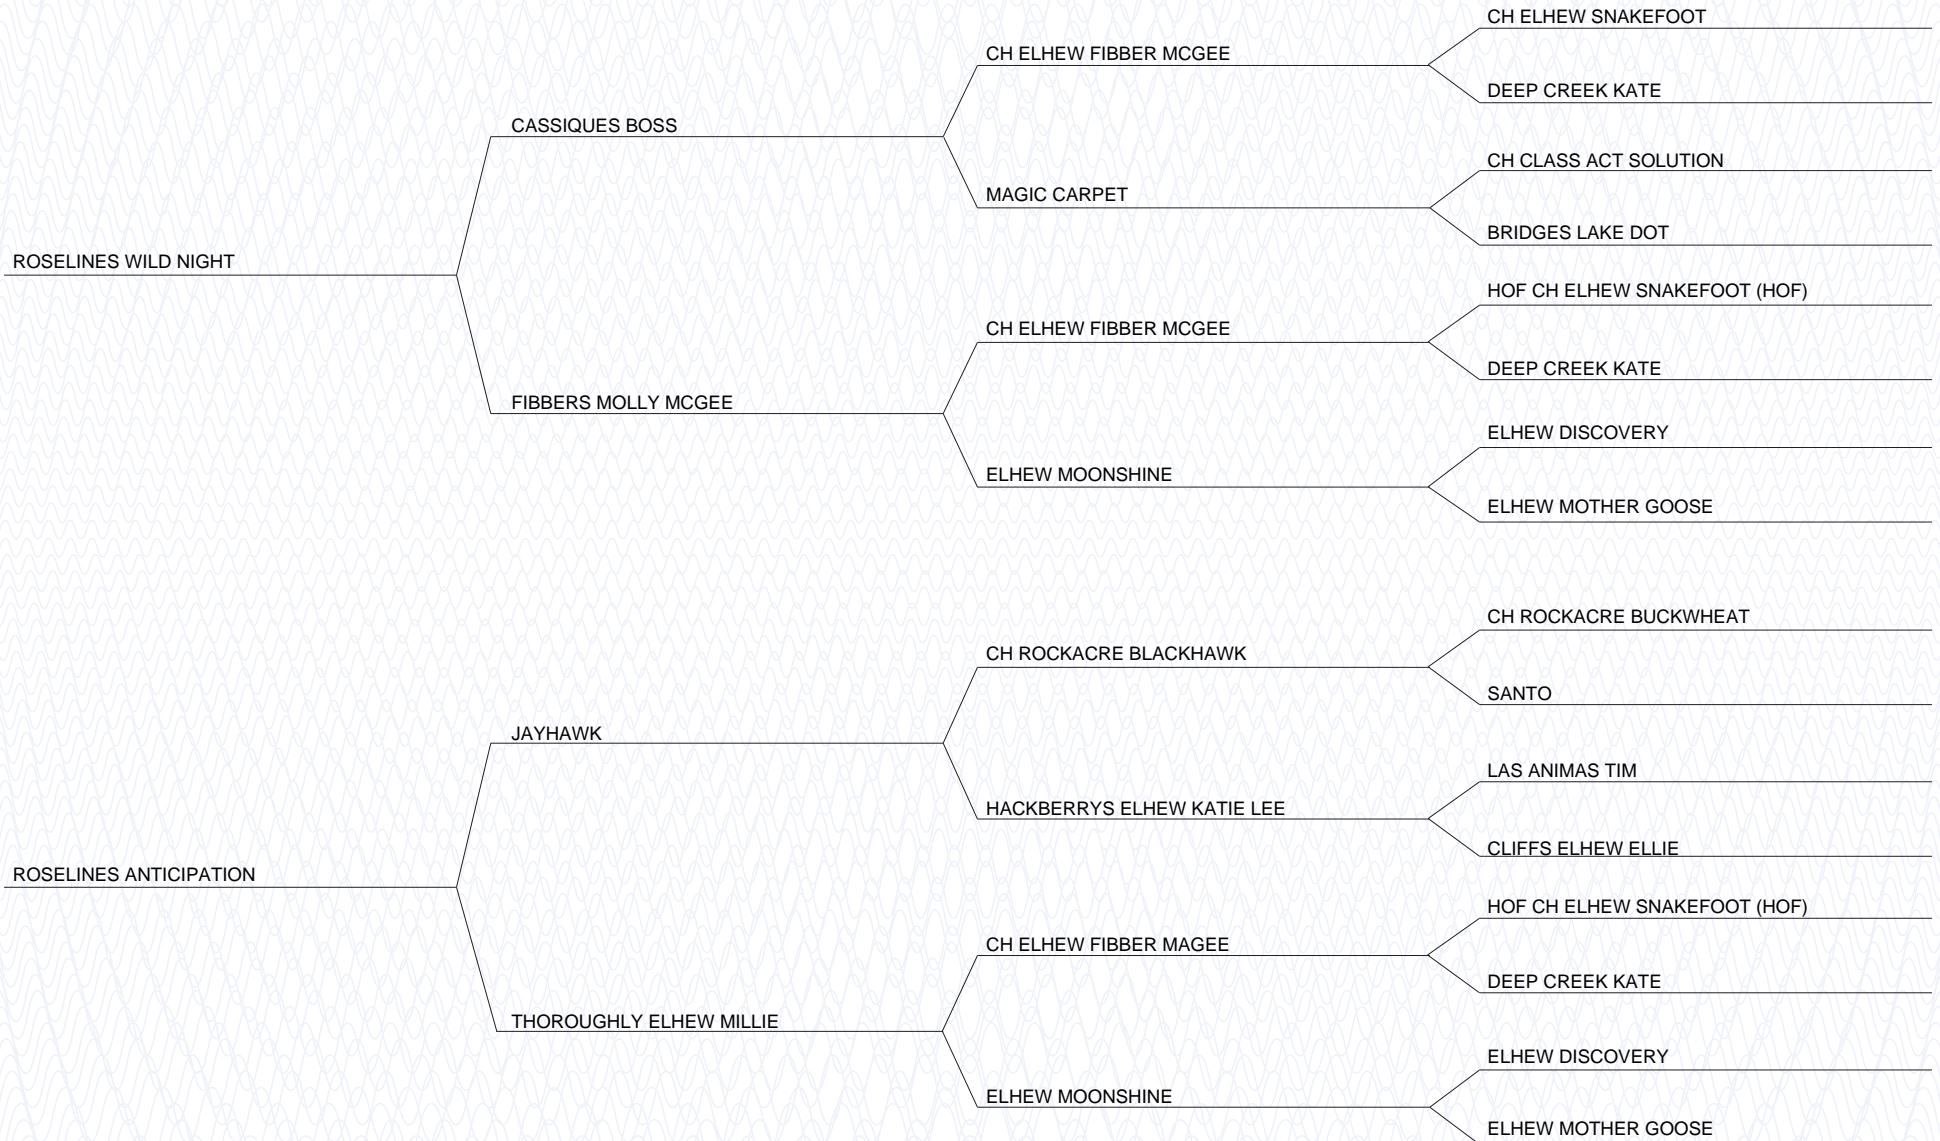 CH ELHEW SNAKEFOOT
CH ELHEW FIBBER MCGEE
DEEP CREEK KATE
CASSIQUES BOSS
CH CLASS ACT SOLUTION
MAGIC CARPET
BRIDGES LAKE DOT
ROSELINES WILD NIGHT
HOF CH ELHEW SNAKEFOOT (HOF)
CH ELHEW FIBBER MCGEE
DEEP CREEK KATE
FIBBERS MOLLY MCGEE
ELHEW DISCOVERY
ELHEW MOONSHINE
ELHEW MOTHER GOOSE
CH ROCKACRE BUCKWHEAT
CH ROCKACRE BLACKHAWK
SANTO
JAYHAWK
LAS ANIMAS TIM
HACKBERRYS ELHEW KATIE LEE
CLIFFS ELHEW ELLIE
ROSELINES ANTICIPATION
HOF CH ELHEW SNAKEFOOT (HOF)
CH ELHEW FIBBER MAGEE
DEEP CREEK KATE
THOROUGHLY ELHEW MILLIE
ELHEW DISCOVERY
ELHEW MOONSHINE
ELHEW MOTHER GOOSE